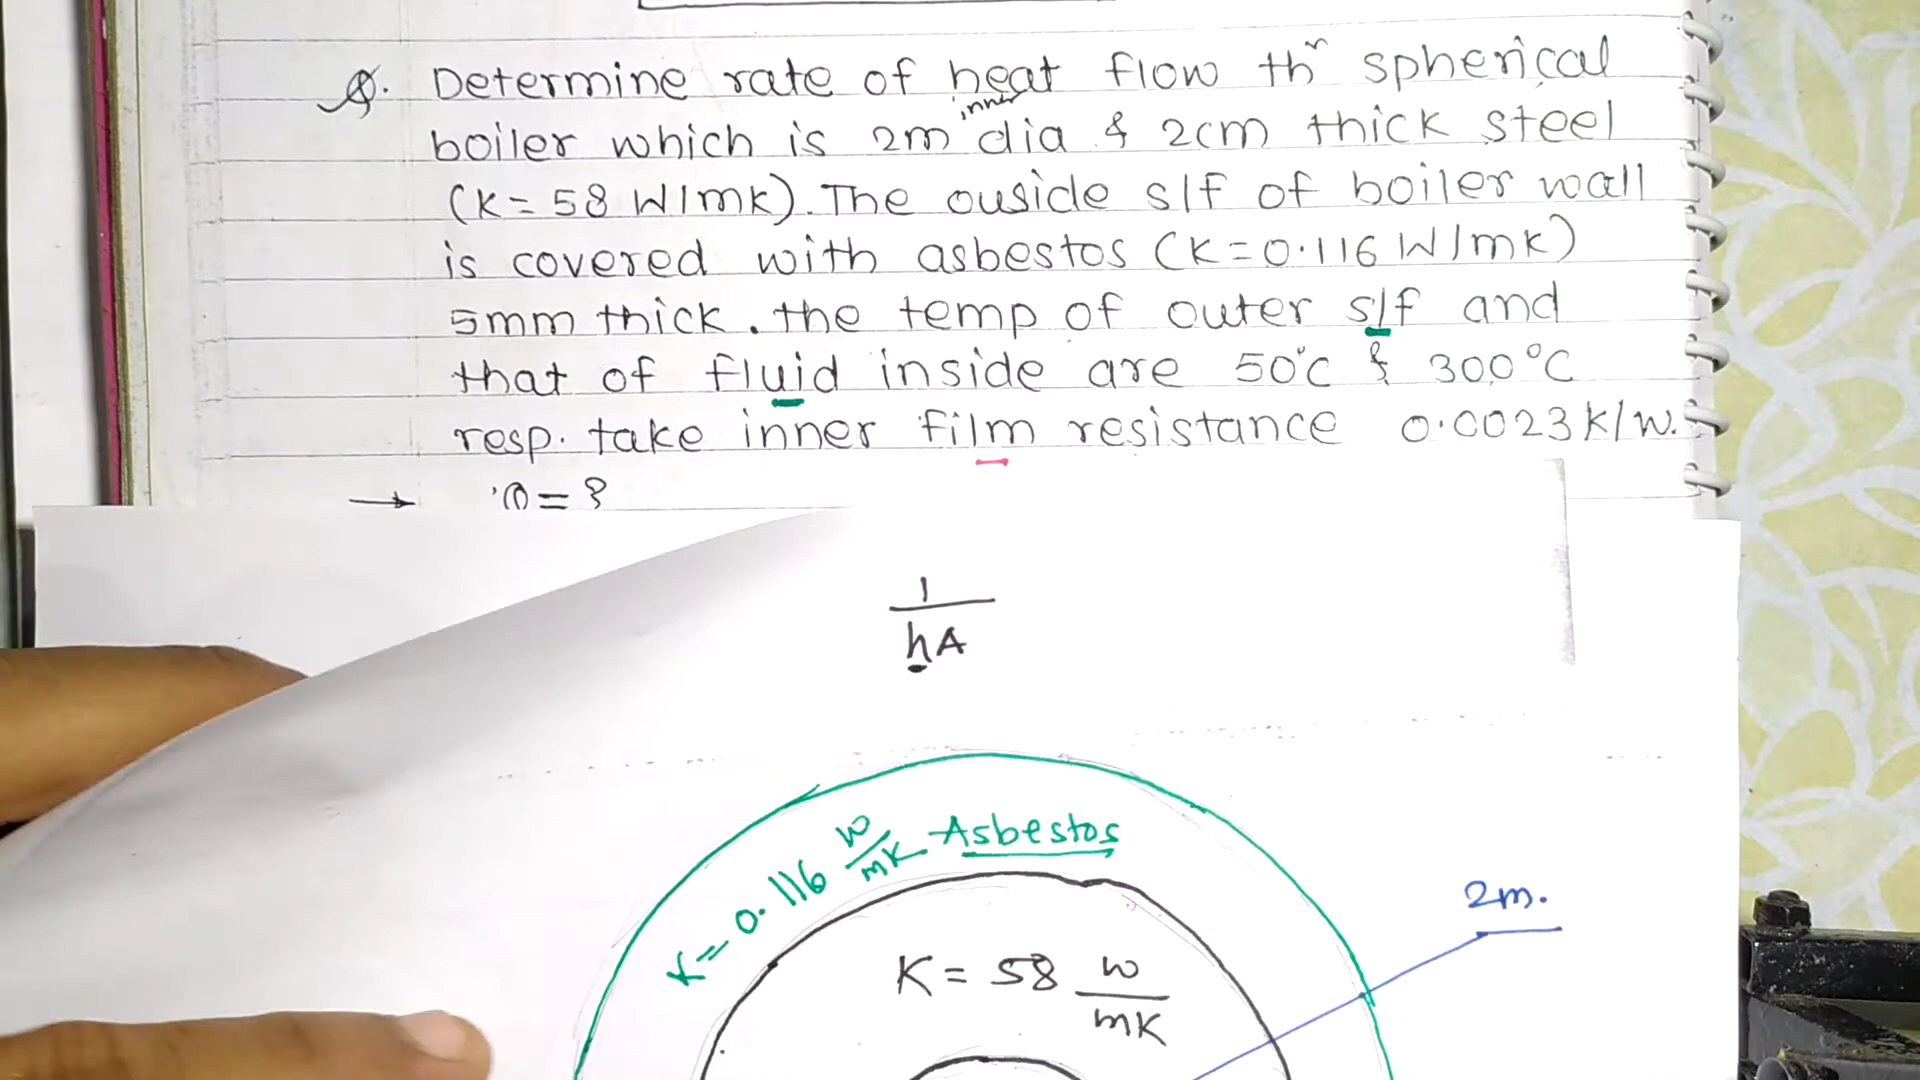 Q. Determine rate of heat flow thr spherical
inner
boiler which is 2m dia & 2cm thick steel
(K=58 W/mK). The ouside s/f of boiler wall
is covered with asbestos (K=0.116 W/mK)
5mm thick. the temp of outer s/f and
that of fluid inside are 50°C & 300°C
resp. take inner film resistance 0.0023 K/W.
→ Q=?
1
hA
K=0.116 W/mK Asbestos
2m.
K = 58 W/mK